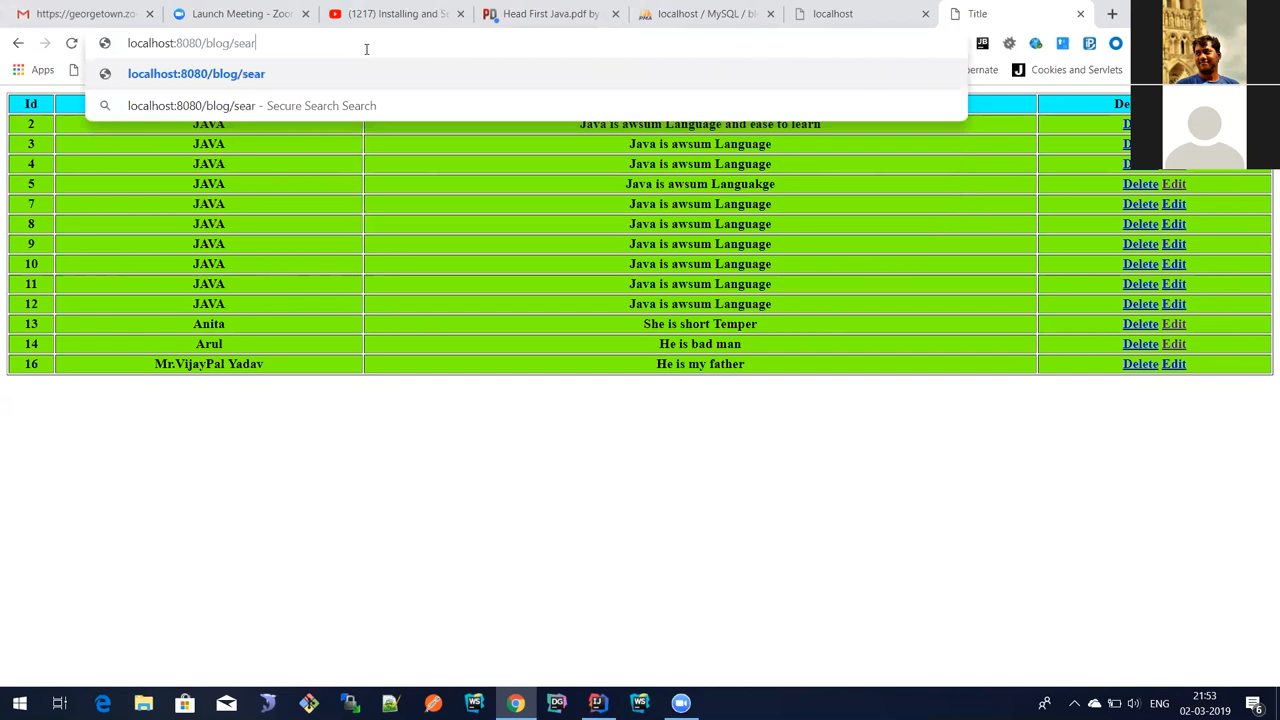 https://georgetown.zo
Launch Meeting - Zoor
(1217) Installing and Su
Head First Java.pdf by
localhost / MySQL / bl
localhost
Title
localhost:8080/blog/sear
Apps
localhost:8080/blog/sear
bernate
Cookies and Servlets
localhost:8080/blog/sear - Secure Search Search
Id
De
2 JAVA Java is awsum Language and ease to learn D
3 JAVA Java is awsum Language D
4 JAVA Java is awsum Language D
5 JAVA Java is awsum Languakge Delete Edit
7 JAVA Java is awsum Language Delete Edit
8 JAVA Java is awsum Language Delete Edit
9 JAVA Java is awsum Language Delete Edit
10 JAVA Java is awsum Language Delete Edit
11 JAVA Java is awsum Language Delete Edit
12 JAVA Java is awsum Language Delete Edit
13 Anita She is short Temper Delete Edit
14 Arul He is bad man Delete Edit
16 Mr.VijayPal Yadav He is my father Delete Edit
ENG
21:53
02-03-2019
6